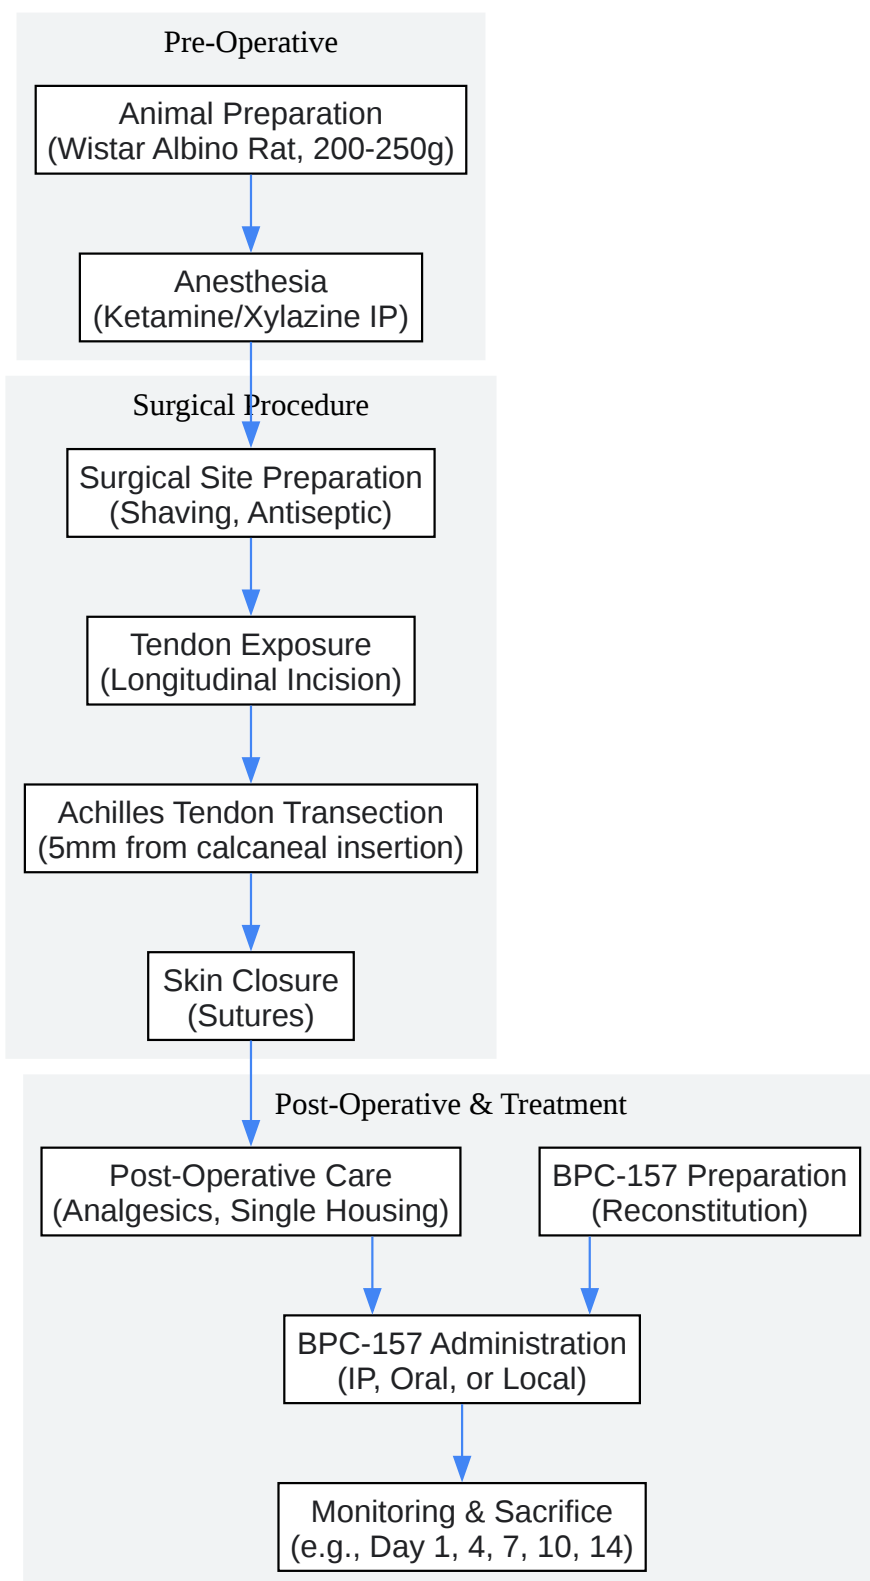 Pre-Operative
Animal Preparation
(Wistar Albino Rat, 200-250g)
Anesthesia
(Ketamine/Xylazine IP)
Surgical Procedure
Surgical Site Preparation
(Shaving, Antiseptic)
Tendon Exposure
(Longitudinal Incision)
Achilles Tendon Transection
(5mm from calcaneal insertion)
Skin Closure
(Sutures)
Post-Operative & Treatment
Post-Operative Care
(Analgesics, Single Housing)
BPC-157 Preparation
(Reconstitution)
BPC-157 Administration
(IP, Oral, or Local)
Monitoring & Sacrifice
(e.g., Day 1, 4, 7, 10, 14)